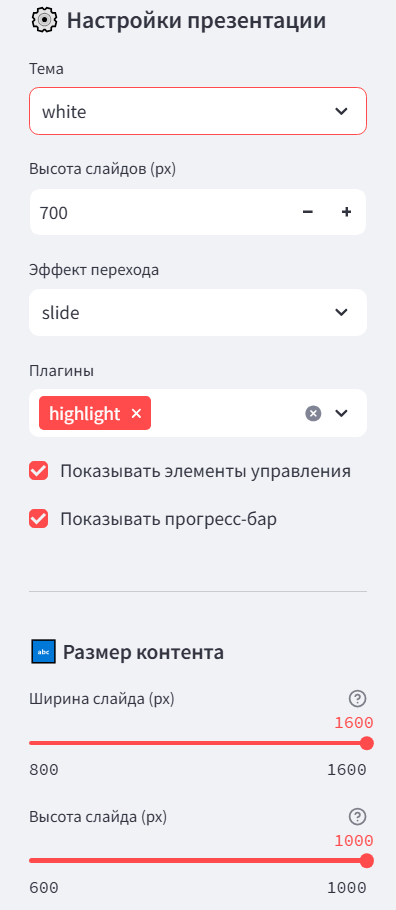 Настройки презентации
Тема
white
Высота слайдов (px)
700
Эффект перехода
slide
Плагины
highlight
Показывать элементы управления
Показывать прогресс-бар
abc Размер контента
Ширина слайда (px)
1600
800 1600
Высота слайда (px)
1000
600 1000